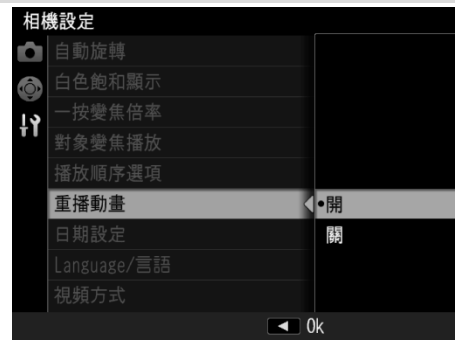 相機設定
自動旋轉
白色飽和顯示
一按變焦倍率
對象變焦播放
播放順序選項
重播動畫
•開
日期設定
關
Language/言語
視頻方式
Ok